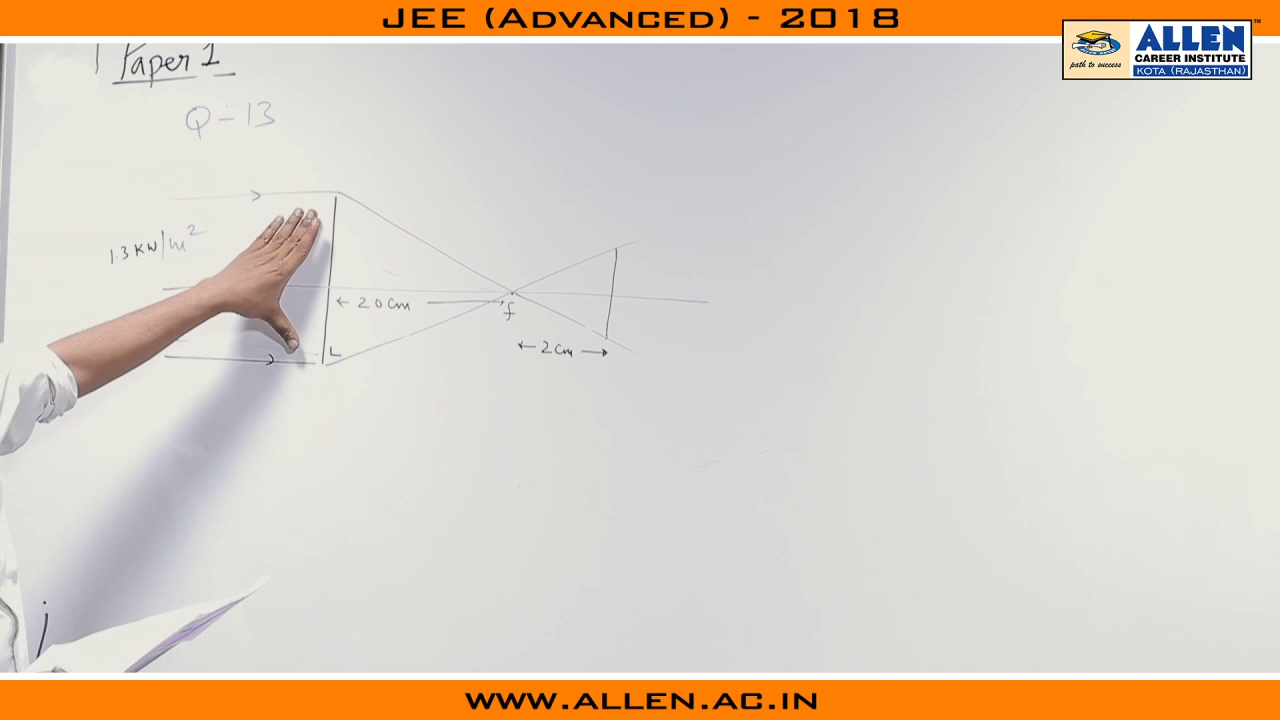 JEE (ADVANCED) - 2018
ALLEN
TM
CAREER INSTITUTE
KOTA (RAJASTHAN)
path to success
Paper 1
Q - 13
1.3 KW/m²
← 20 cm →
f
← 2 cm →
L
WWW.ALLEN.AC.IN